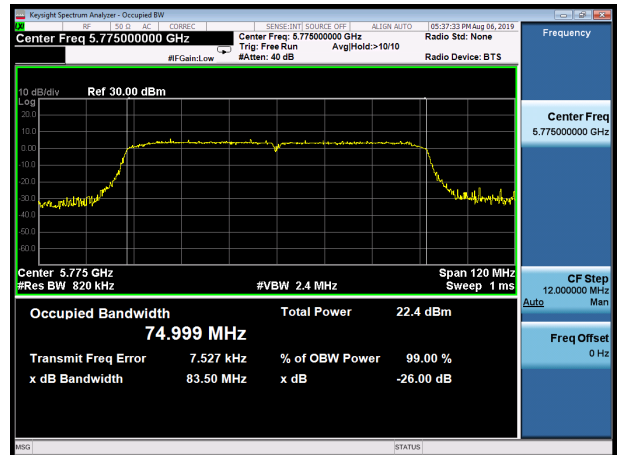 Keysight Spectrum Analyzer - Occupied BW
LXI RF 50 Ω AC CORREC SENSE:INT SOURCE OFF ALIGN AUTO 05:37:33 PM Aug 06, 2019
Center Freq 5.775000000 GHz
#IFGain:Low
Center Freq: 5.775000000 GHz
Trig: Free Run Avg|Hold:>10/10
#Atten: 40 dB
Radio Std: None
Radio Device: BTS
10 dB/div Ref 30.00 dBm
Log
20.0
10.0
0.00
-10.0
-20.0
-30.0
-40.0
-50.0
-60.0
Center 5.775 GHz Span 120 MHz
#Res BW 820 kHz #VBW 2.4 MHz Sweep 1 ms
Occupied Bandwidth
74.999 MHz
Total Power 22.4 dBm
Transmit Freq Error 7.527 kHz % of OBW Power 99.00 %
x dB Bandwidth 83.50 MHz x dB -26.00 dB
MSG STATUS
Frequency
Center Freq
5.775000000 GHz
CF Step
12.000000 MHz
Auto Man
Freq Offset
0 Hz